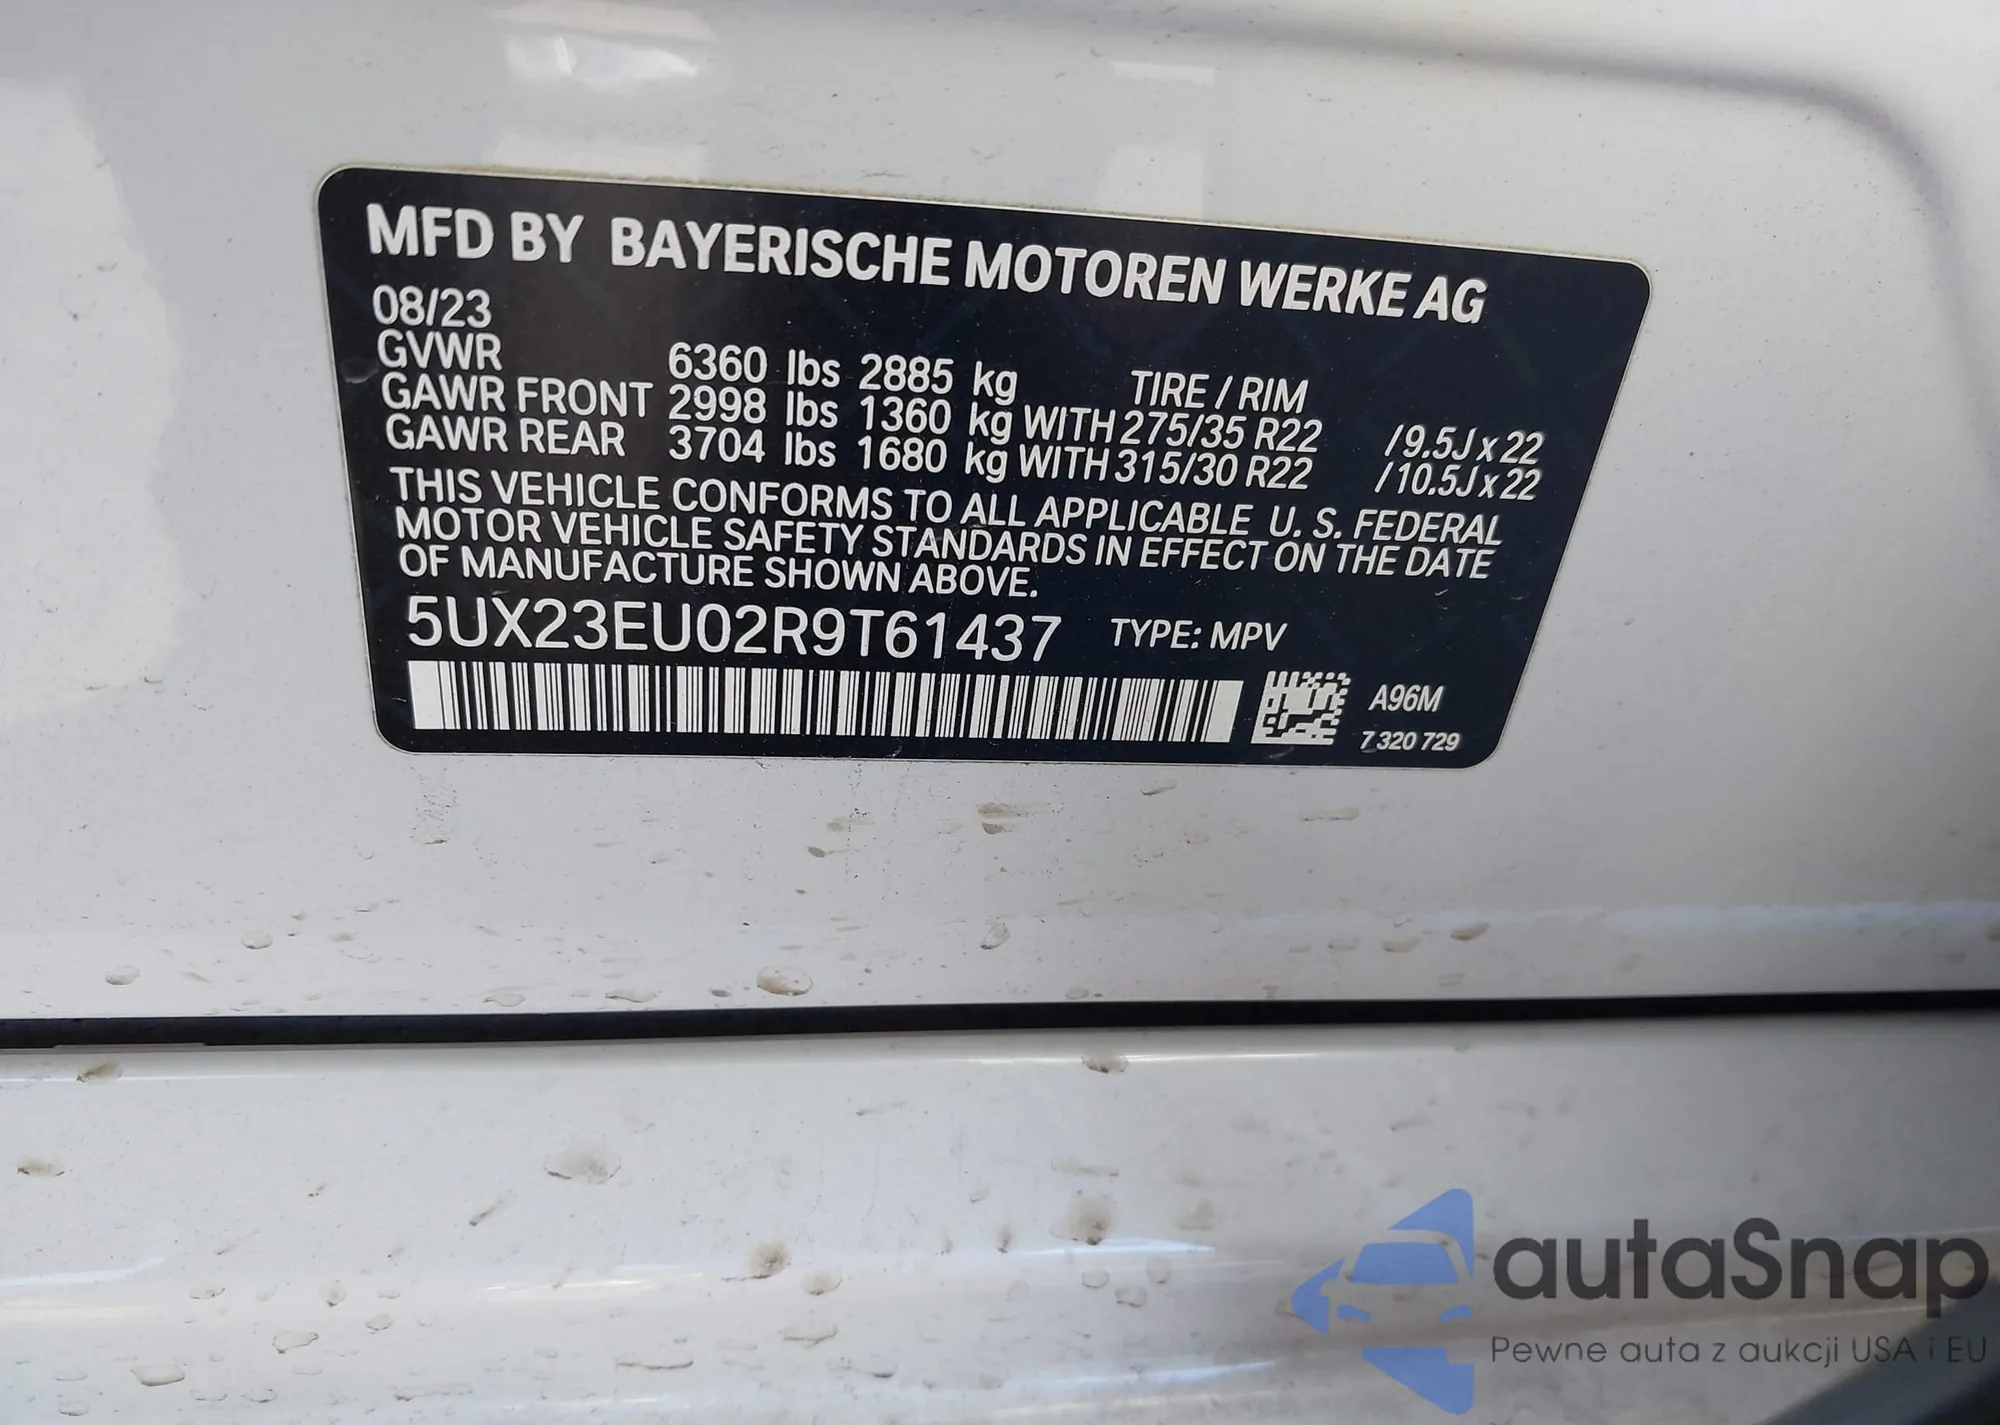 MFD BY BAYERISCHE MOTOREN WERKE AG
08/23
GVWR 6360 lbs 2885 kg TIRE / RIM
GAWR FRONT 2998 lbs 1360 kg WITH 275/35 R22 /9.5J x 22
GAWR REAR 3704 lbs 1680 kg WITH 315/30 R22 /10.5J x 22
THIS VEHICLE CONFORMS TO ALL APPLICABLE U. S. FEDERAL
MOTOR VEHICLE SAFETY STANDARDS IN EFFECT ON THE DATE
OF MANUFACTURE SHOWN ABOVE.
5UX23EU02R9T61437 TYPE: MPV
A96M
7 320 729
autaSnap
Pewne auta z aukcji USA i EU